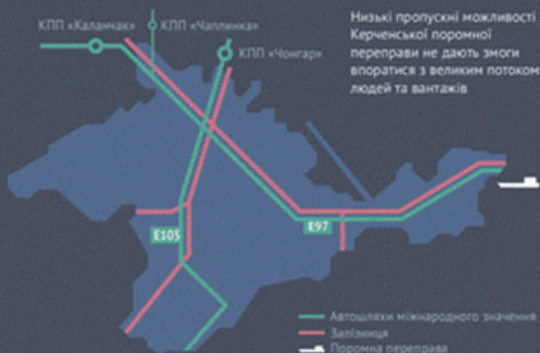 КПП «Каланчак»
КПП «Чаплинка»
КПП «Чонгар»
Низькі пропускні можливості
Керченської поромної
переправи не дають змоги
впоратися з великим потоком
людей та вантажів
E105
E97
Автошляхи міжнародного значення
Залізниця
Поромна переправа